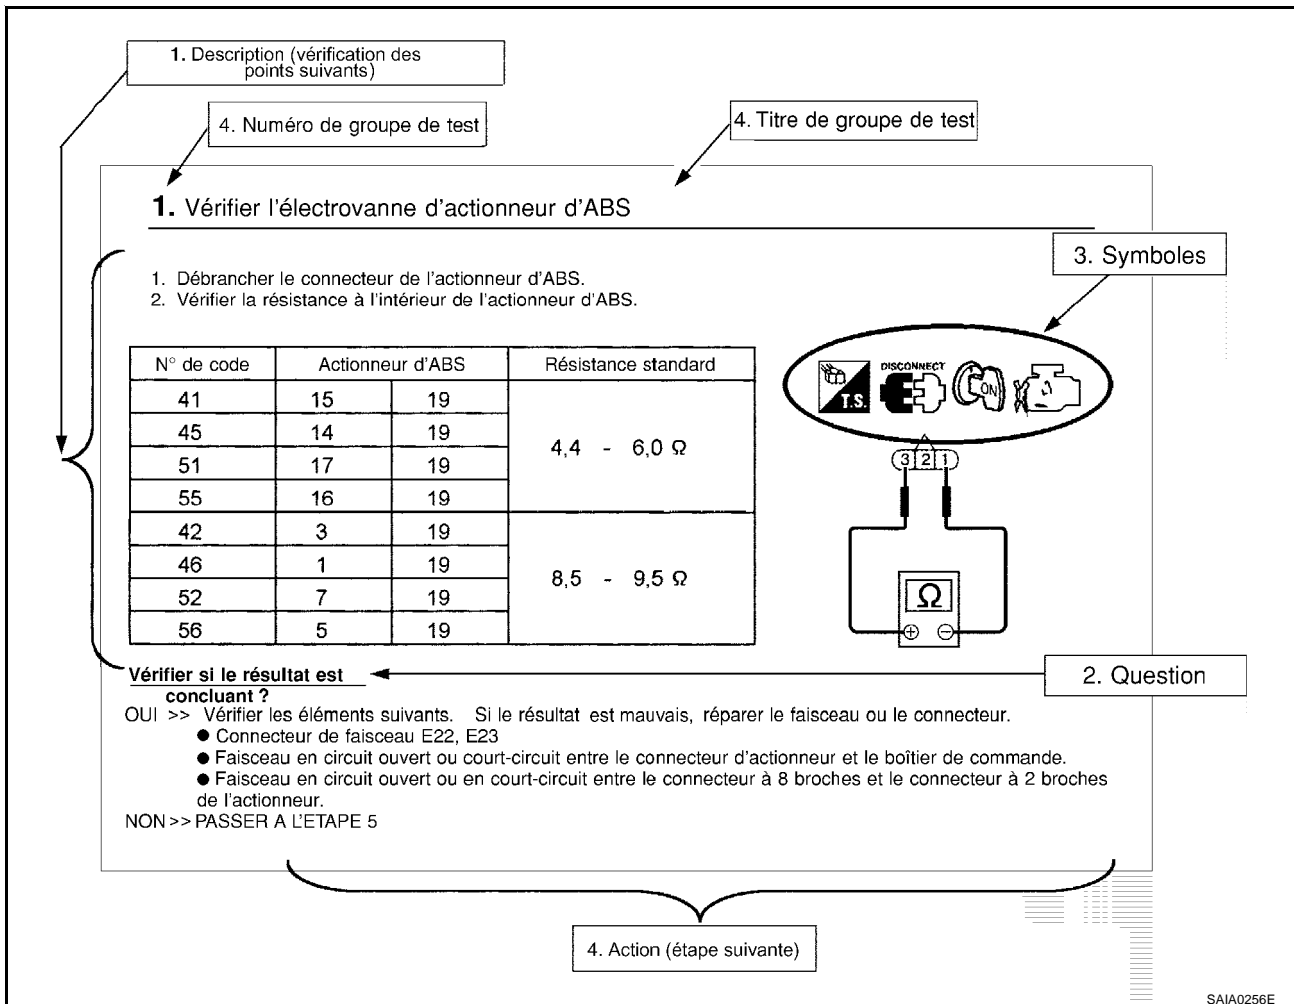 1. Description (vérification des
points suivants)
4. Numéro de groupe de test
4. Titre de groupe de test
1. Vérifier l'électrovanne d'actionneur d'ABS
3. Symboles
1. Débrancher le connecteur de l'actionneur d'ABS.
2. Vérifier la résistance à l'intérieur de l'actionneur d'ABS.
N° de code Actionneur d'ABS Résistance standard
41 15 19
45 14 19
4,4 - 6,0 Ω
51 17 19
55 16 19
42 3 19
46 1 19
8,5 - 9,5 Ω
52 7 19
56 5 19
T.S.
DISCONNECT
ON
3 2 1
Ω
+ −
Vérifier si le résultat est
concluant ?
2. Question
OUI >> Vérifier les éléments suivants. Si le résultat est mauvais, réparer le faisceau ou le connecteur.
● Connecteur de faisceau E22, E23
● Faisceau en circuit ouvert ou court-circuit entre le connecteur d'actionneur et le boîtier de commande.
● Faisceau en circuit ouvert ou en court-circuit entre le connecteur à 8 broches et le connecteur à 2 broches
de l'actionneur.
NON >> PASSER A L'ETAPE 5
4. Action (étape suivante)
SAIA0256E